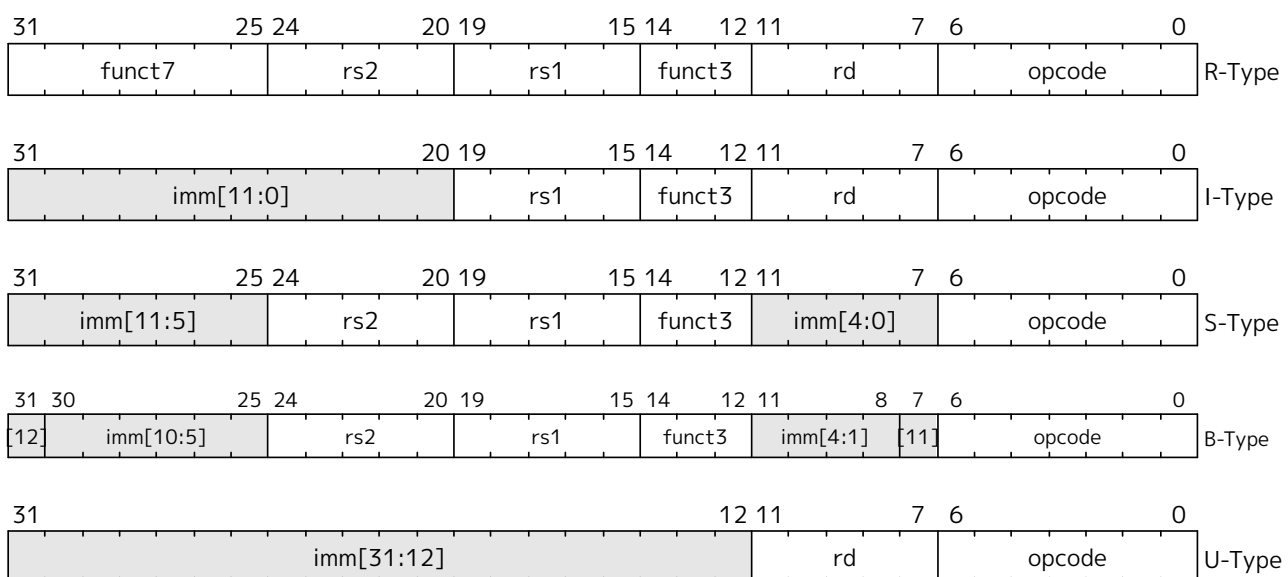 31 25 24 20 19 15 14 12 11 7 6 0
funct7 rs2 rs1 funct3 rd opcode R-Type
31 20 19 15 14 12 11 7 6 0
imm[11:0] rs1 funct3 rd opcode I-Type
31 25 24 20 19 15 14 12 11 7 6 0
imm[11:5] rs2 rs1 funct3 imm[4:0] opcode S-Type
31 30 25 24 20 19 15 14 12 11 8 7 6 0
[12] imm[10:5] rs2 rs1 funct3 imm[4:1] [11] opcode B-Type
31 12 11 7 6 0
imm[31:12] rd opcode U-Type